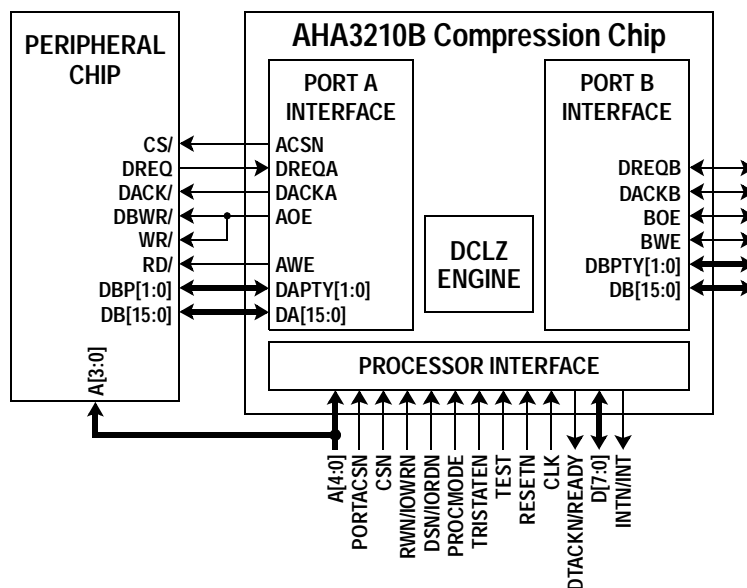 AHA3210B Compression Chip
PERIPHERAL
CHIP
PORT A
INTERFACE
PORT B
INTERFACE
CS/
DREQ
DACK/
DBWR/
WR/
RD/
DBP[1:0]
DB[15:0]
A[3:0]
ACSN
DREQA
DACKA
AOE
AWE
DAPTY[1:0]
DA[15:0]
DCLZ
ENGINE
DREQB
DACKB
BOE
BWE
DBPTY[1:0]
DB[15:0]
PROCESSOR INTERFACE
A[4:0]
PORTACSN
CSN
RWN/IOWRN
DSN/IORDN
PROCMODE
TRISTATEN
TEST
RESETN
CLK
DTACKN/READY
D[7:0]
INTN/INT